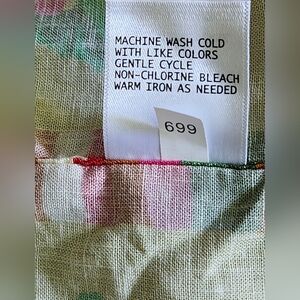 MACHINE WASH COLD
WITH LIKE COLORS
GENTLE CYCLE
NON-CHLORINE BLEACH
WARM IRON AS NEEDED
699